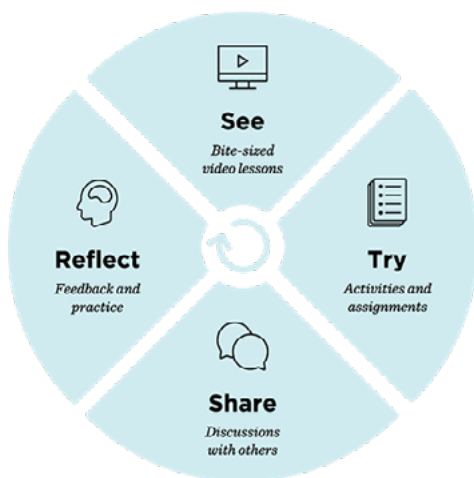 See
Bite-sized
video lessons
Reflect
Feedback and
practice
Try
Activities and
assignments
Share
Discussions
with others